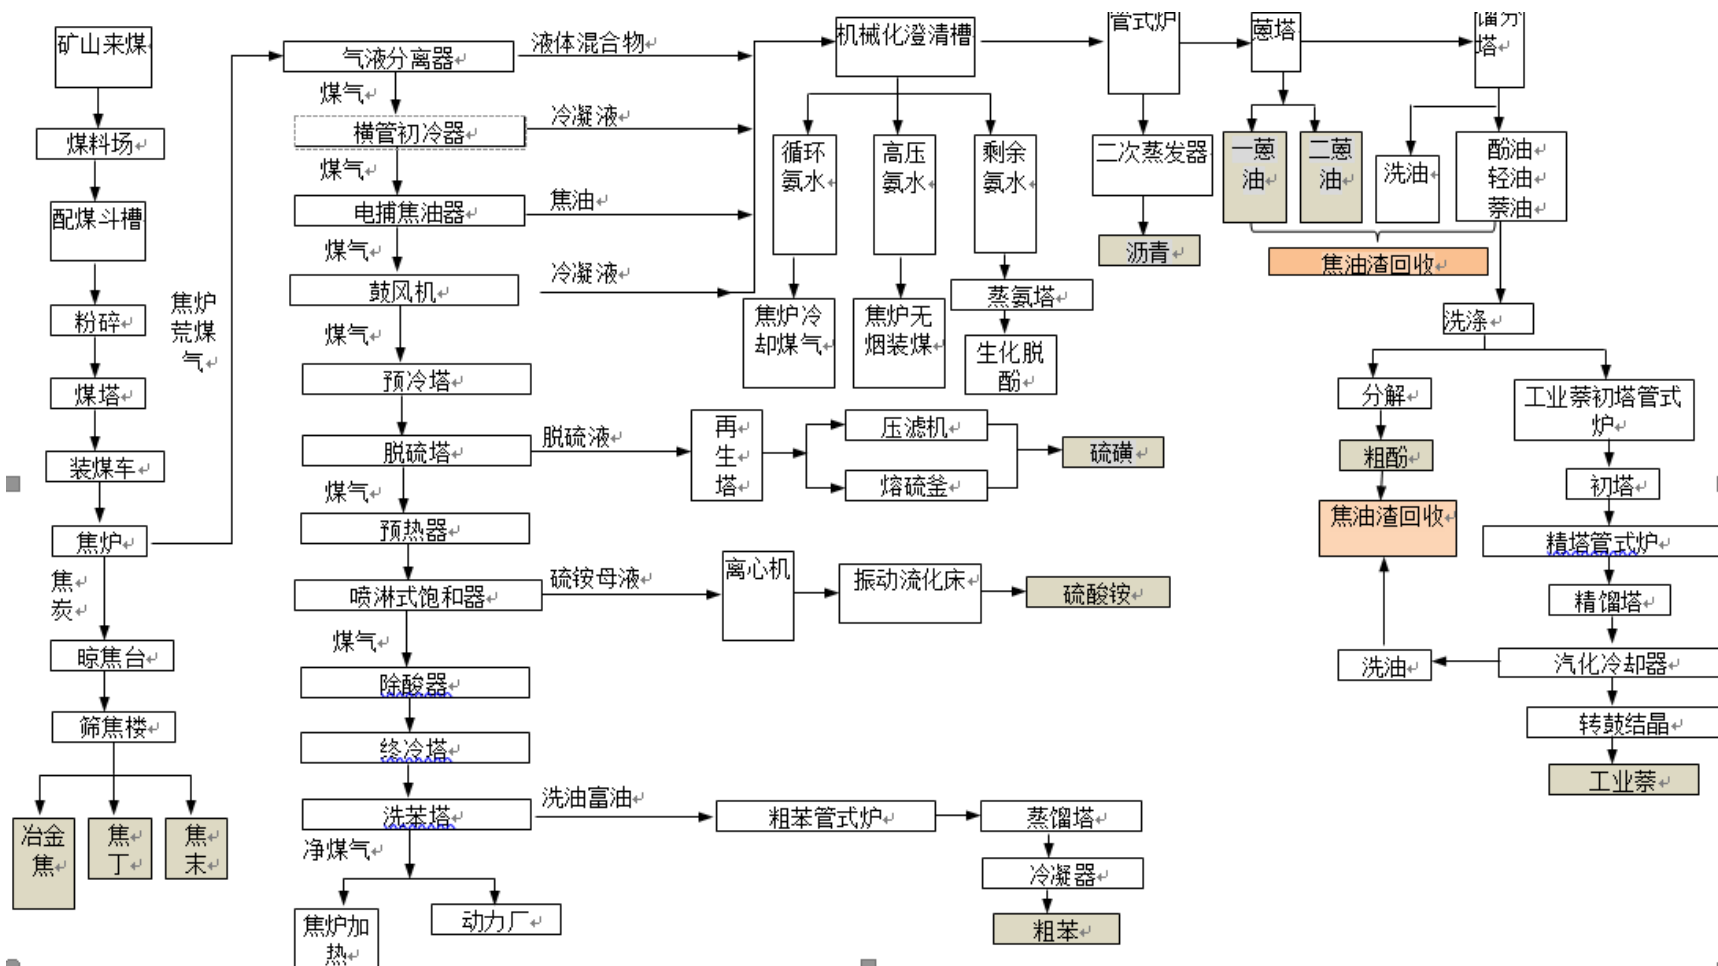 矿山来煤
煤料场
配煤斗槽
粉碎
煤塔
装煤车
焦炉
焦
炭
晾焦台
筛焦楼
冶金
焦
焦
丁
焦
末
焦炉
荒煤
气
气液分离器
液体混合物
煤气
横管初冷器
冷凝液
煤气
电捕焦油器
焦油
煤气
鼓风机
冷凝液
煤气
预冷塔
脱硫塔
脱硫液
煤气
预热器
喷淋式饱和器
硫铵母液
煤气
除酸器
终冷塔
洗苯塔
洗油富油
净煤气
焦炉加
热
动力厂
机械化澄清槽
循环
氨水
高压
氨水
剩余
氨水
焦炉冷
却煤气
焦炉无
烟装煤
蒸氨塔
生化脱
酚
再
生
塔
压滤机
熔硫釜
硫磺
离心机
振动流化床
硫酸铵
粗苯管式炉
蒸馏塔
冷凝器
粗苯
管式炉
二次蒸发器
沥青
蒽塔
一蒽
油
二蒽
油
馏分
塔
洗油
酚油
轻油
萘油
焦油渣回收
洗涤
分解
粗酚
焦油渣回收
洗油
工业萘初塔管式
炉
初塔
精塔管式炉
精馏塔
汽化冷却器
转鼓结晶
工业萘